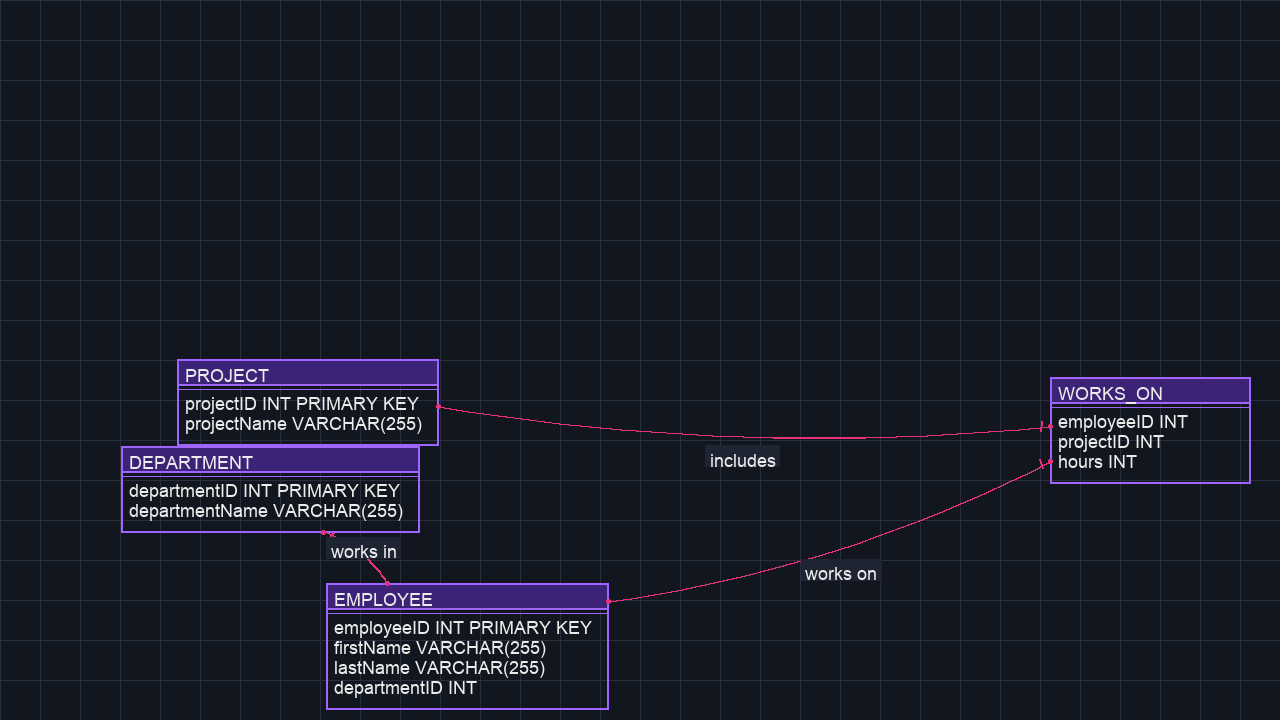 PROJECT
projectID INT PRIMARY KEY
projectName VARCHAR(255)
WORKS_ON
employeeID INT
projectID INT
hours INT
includes
DEPARTMENT
departmentID INT PRIMARY KEY
departmentName VARCHAR(255)
works in
works on
EMPLOYEE
employeeID INT PRIMARY KEY
firstName VARCHAR(255)
lastName VARCHAR(255)
departmentID INT